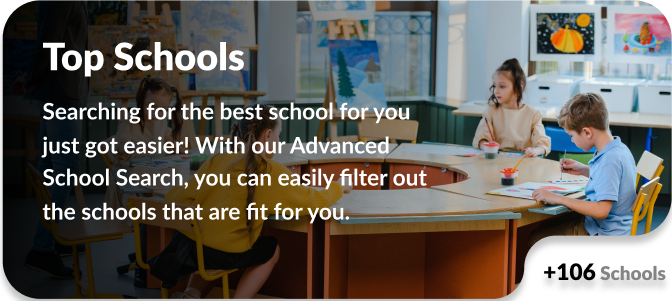 Top Schools
Searching for the best school for you
just got easier! With our Advanced
School Search, you can easily filter out
the schools that are fit for you.
+106 Schools